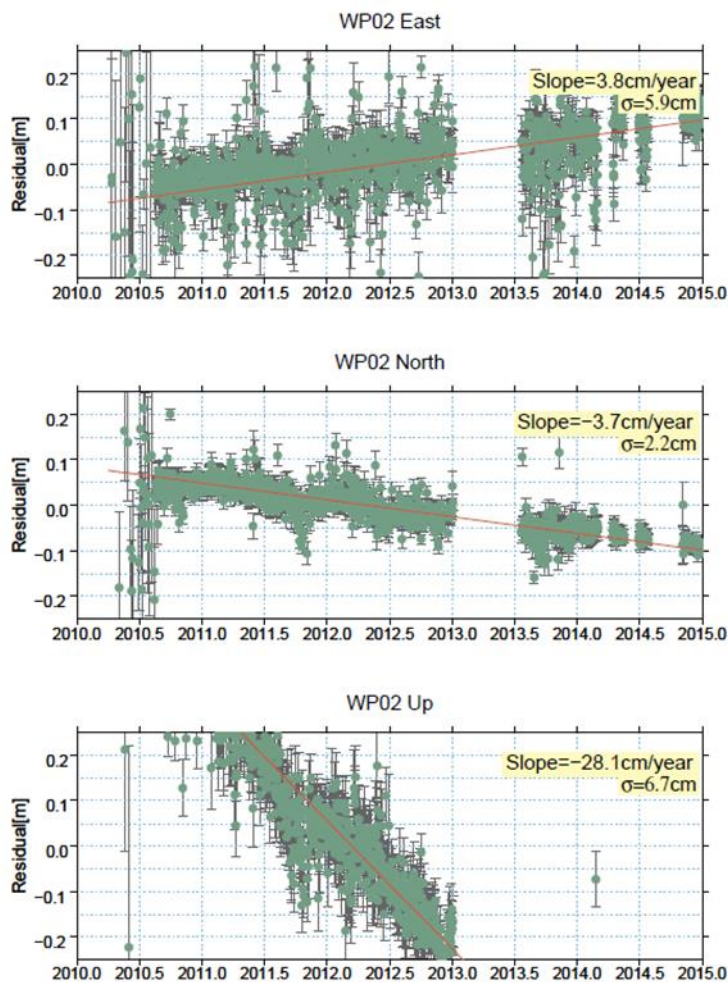 WP02 East
Slope=3.8cm/year
σ=5.9cm
0.2
0.1
0.0
−0.1
−0.2
Residual[m]
2010.0 2010.5 2011.0 2011.5 2012.0 2012.5 2013.0 2013.5 2014.0 2014.5 2015.0
WP02 North
Slope=−3.7cm/year
σ=2.2cm
0.2
0.1
0.0
−0.1
−0.2
Residual[m]
2010.0 2010.5 2011.0 2011.5 2012.0 2012.5 2013.0 2013.5 2014.0 2014.5 2015.0
WP02 Up
Slope=−28.1cm/year
σ=6.7cm
0.2
0.1
0.0
−0.1
−0.2
Residual[m]
2010.0 2010.5 2011.0 2011.5 2012.0 2012.5 2013.0 2013.5 2014.0 2014.5 2015.0